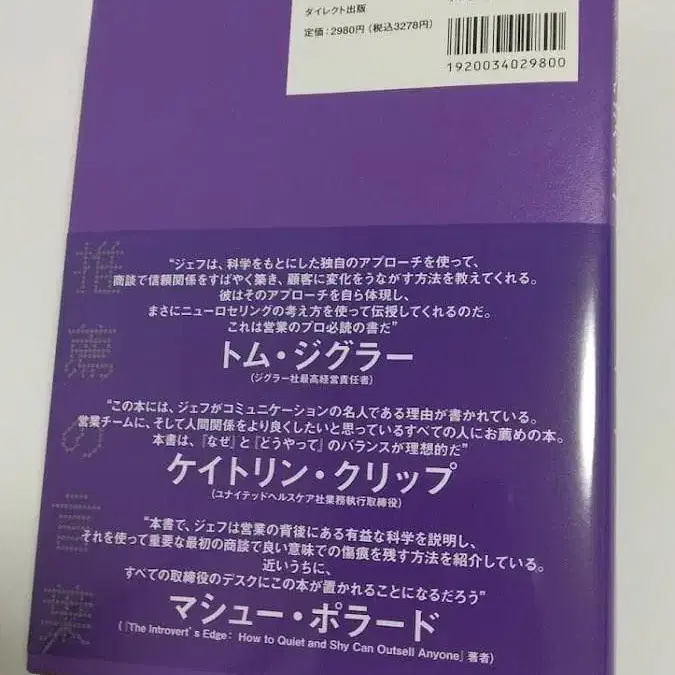 ダイレクト出版
定価：2980円（税込3278円）
1920034029800
推薦の言葉
“ジェフは、科学をもとにした独自のアプローチを使って、
商談で信頼関係をすばやく築き、顧客に変化をうながす方法を教えてくれる。
彼はそのアプローチを自ら体現し、
まさにニューロセリングの考え方を使って伝授してくれるのだ。
これは営業のプロ必読の書だ”
トム・ジグラー
（ジグラー社最高経営責任者）
“この本には、ジェフがコミュニケーションの名人である理由が書かれている。
営業チームに、そして人間関係をより良くしたいと思っているすべての人にお薦めの本。
本書は、『なぜ』と『どうやって』のバランスが理想的だ”
ケイトリン・クリップ
（ユナイテッドヘルスケア社業務執行取締役）
“本書で、ジェフは営業の背後にある有益な科学を説明し、
それを使って重要な最初の商談で良い意味での傷痕を残す方法を紹介している。
近いうちに、
すべての取締役のデスクにこの本が置かれることになるだろう”
マシュー・ポラード
（『The Introvert's Edge: How to Quiet and Shy Can Outsell Anyone』著者）